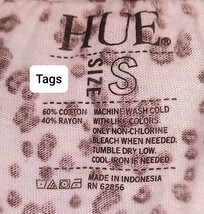 HUE®
Tags
SIZE S
60% COTTON MACHINE WASH COLD
40% RAYON WITH LIKE COLORS.
ONLY NON-CHLORINE
BLEACH WHEN NEEDED.
TUMBLE DRY LOW.
COOL IRON IF NEEDED
MADE IN INDONESIA
RN 62856